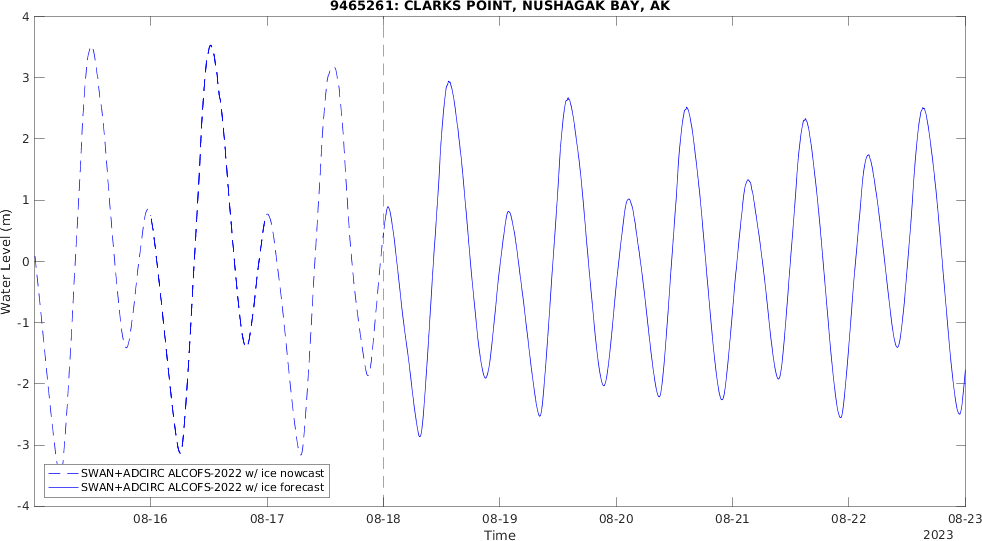 9465261: CLARKS POINT, NUSHAGAK BAY, AK
4
3
2
1
0
-1
-2
-3
-4
Water Level (m)
SWAN+ADCIRC ALCOFS-2022 w/ ice nowcast
SWAN+ADCIRC ALCOFS-2022 w/ ice forecast
08-16 08-17 08-18 08-19 08-20 08-21 08-22 08-23
Time
2023